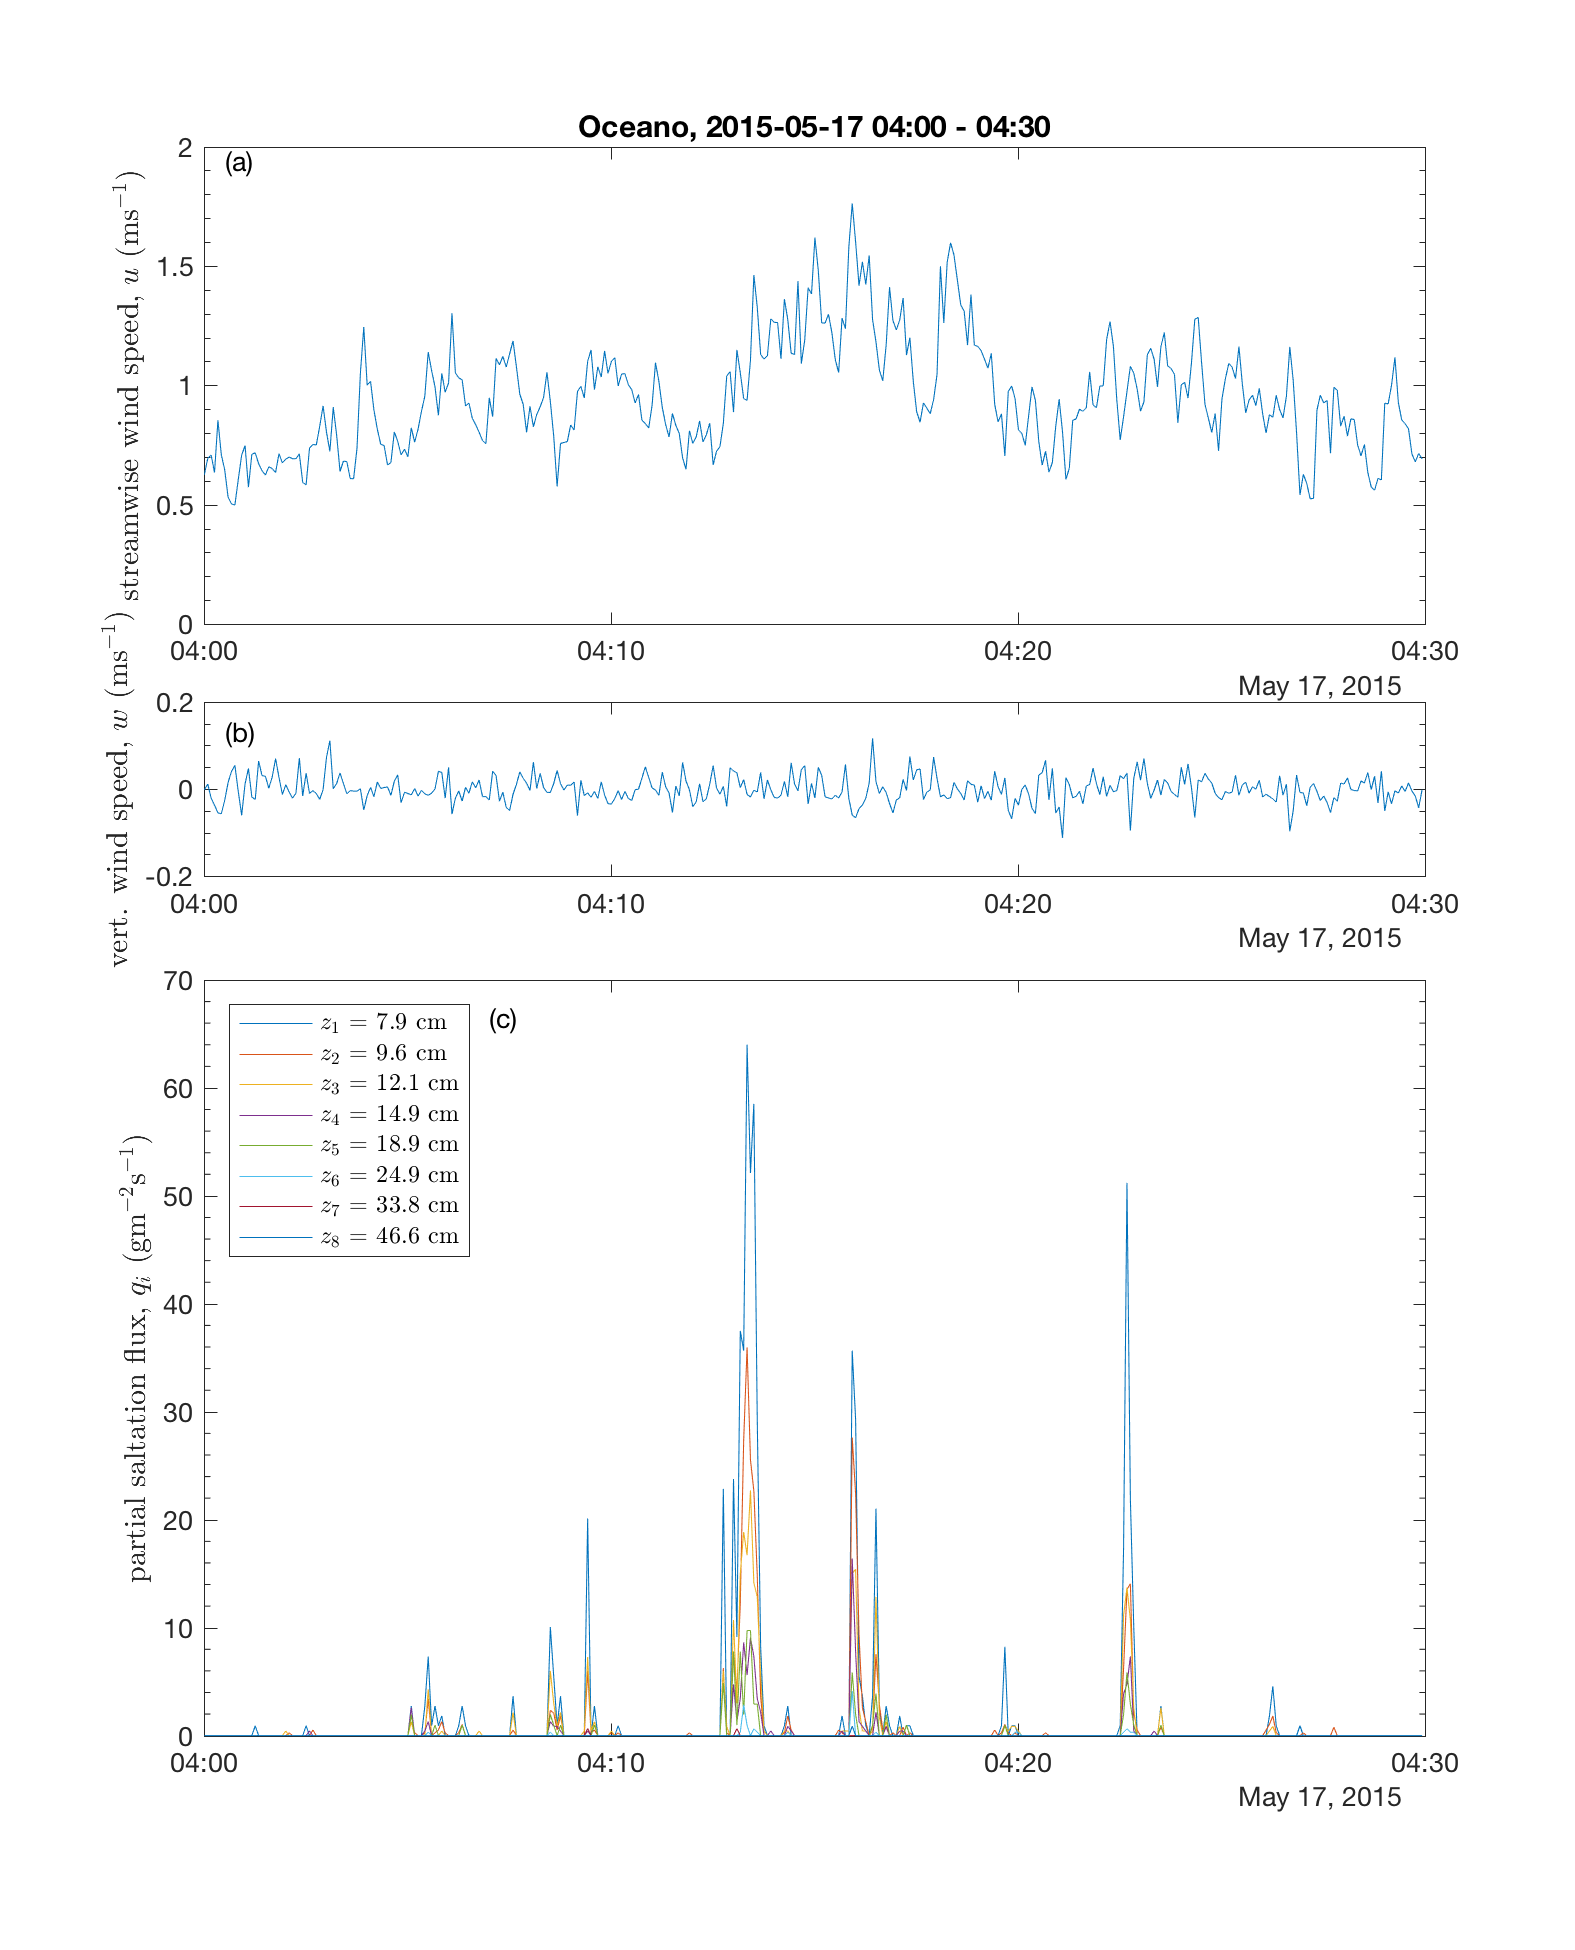 Oceano, 2015-05-17 04:00 - 04:30
(a)
streamwise wind speed, u (ms⁻¹)
2
1.5
1
0.5
0
04:00 04:10 04:20 04:30
May 17, 2015
(b)
vert. wind speed, w (ms⁻¹)
0.2
0
-0.2
04:00 04:10 04:20 04:30
May 17, 2015
(c)
partial saltation flux, qᵢ (gm⁻²s⁻¹)
70
60
50
40
30
20
10
0
z₁ = 7.9 cm
z₂ = 9.6 cm
z₃ = 12.1 cm
z₄ = 14.9 cm
z₅ = 18.9 cm
z₆ = 24.9 cm
z₇ = 33.8 cm
z₈ = 46.6 cm
04:00 04:10 04:20 04:30
May 17, 2015